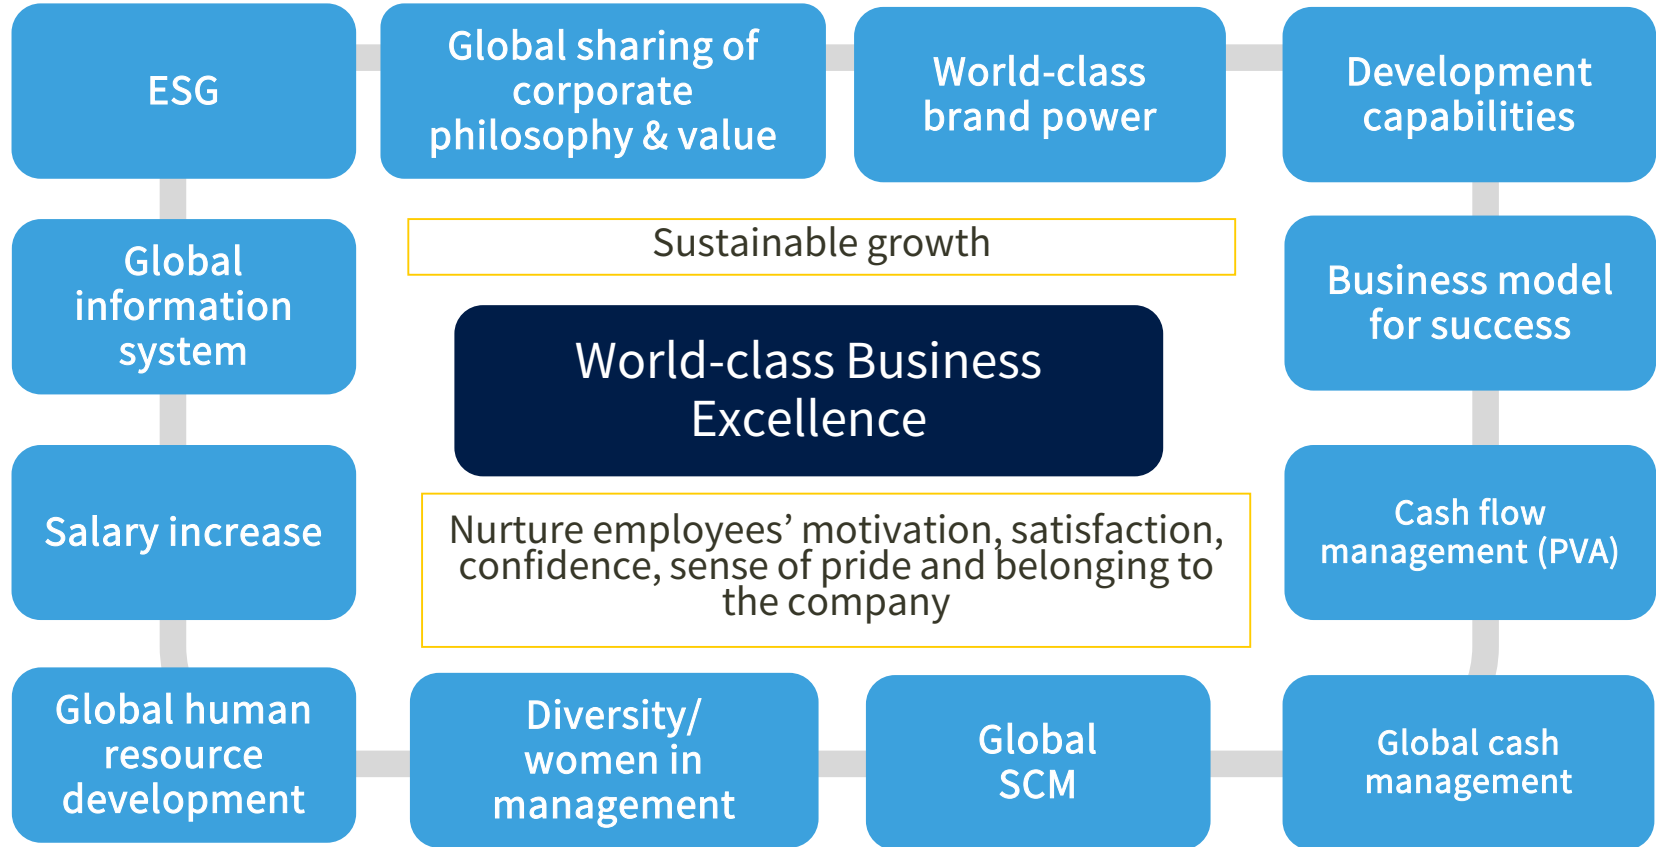 ESG
Global sharing of
corporate
philosophy & value
World-class
brand power
Development
capabilities
Global
information
system
Sustainable growth
Business model
for success
World-class Business
Excellence
Salary increase
Nurture employees’ motivation, satisfaction,
confidence, sense of pride and belonging to
the company
Cash flow
management (PVA)
Global human
resource
development
Diversity/
women in
management
Global
SCM
Global cash
management